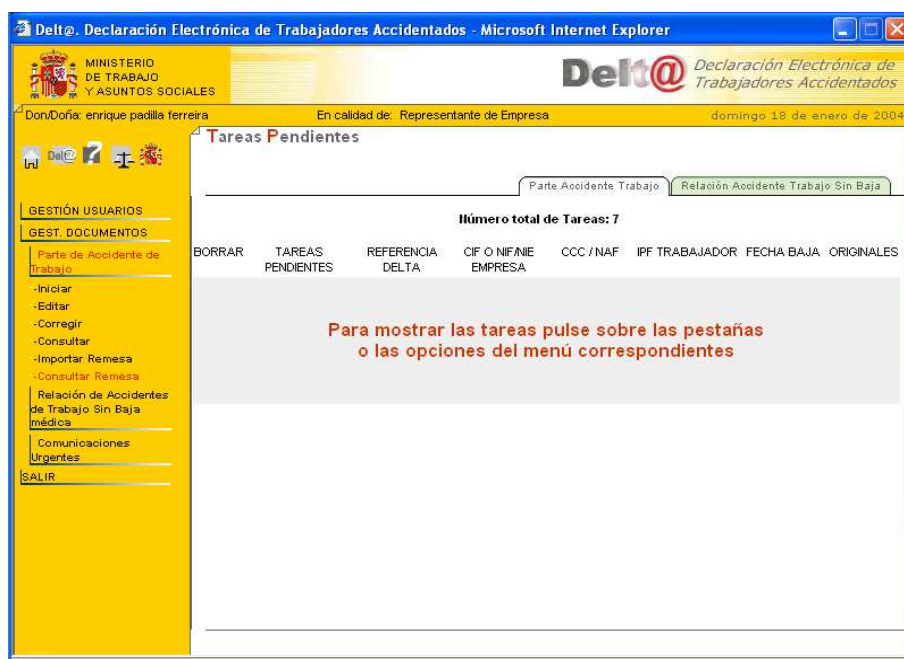 Delt@. Declaración Electrónica de Trabajadores Accidentados - Microsoft Internet Explorer
MINISTERIO
DE TRABAJO
Y ASUNTOS SOCIALES
Delt@
Declaración Electrónica de
Trabajadores Accidentados
Don/Doña: enrique padilla ferreira
En calidad de: Representante de Empresa
domingo 18 de enero de 2004
Tareas Pendientes
Delt@
Parte Accidente Trabajo
Relación Accidente Trabajo Sin Baja
GESTIÓN USUARIOS
GEST. DOCUMENTOS
Parte de Accidente de
Trabajo
-Iniciar
-Editar
-Corregir
-Consultar
-Importar Remesa
-Consultar Remesa
Relación de Accidentes
de Trabajo Sin Baja
médica
Comunicaciones
Urgentes
SALIR
Número total de Tareas: 7
BORRAR
TAREAS
PENDIENTES
REFERENCIA
DELTA
CIF O NIF/NIE
EMPRESA
CCC / NAF
IPF TRABAJADOR
FECHA BAJA
ORIGINALES
Para mostrar las tareas pulse sobre las pestañas
o las opciones del menú correspondientes